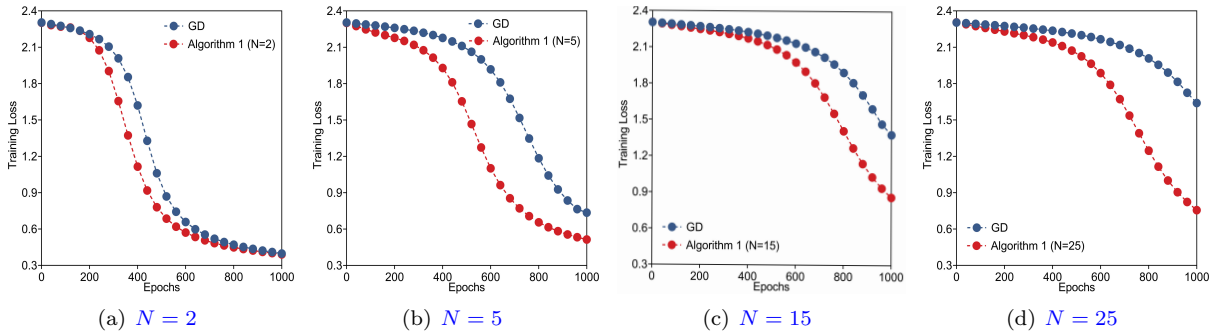 2.4
2.1
1.8
1.5
1.2
0.9
0.6
0.3
Training Loss
GD
Algorithm 1 (N=2)
0 200 400 600 800 1000
Epochs
(a) N = 2
2.4
2.1
1.8
1.5
1.2
0.9
0.6
0.3
Training Loss
GD
Algorithm 1 (N=5)
0 200 400 600 800 1000
Epochs
(b) N = 5
2.4
2.1
1.8
1.5
1.2
0.9
0.6
0.3
Training Loss
GD
Algorithm 1 (N=15)
0 200 400 600 800 1000
Epochs
(c) N = 15
2.4
2.1
1.8
1.5
1.2
0.9
0.6
0.3
Training Loss
GD
Algorithm 1 (N=25)
0 200 400 600 800 1000
Epochs
(d) N = 25